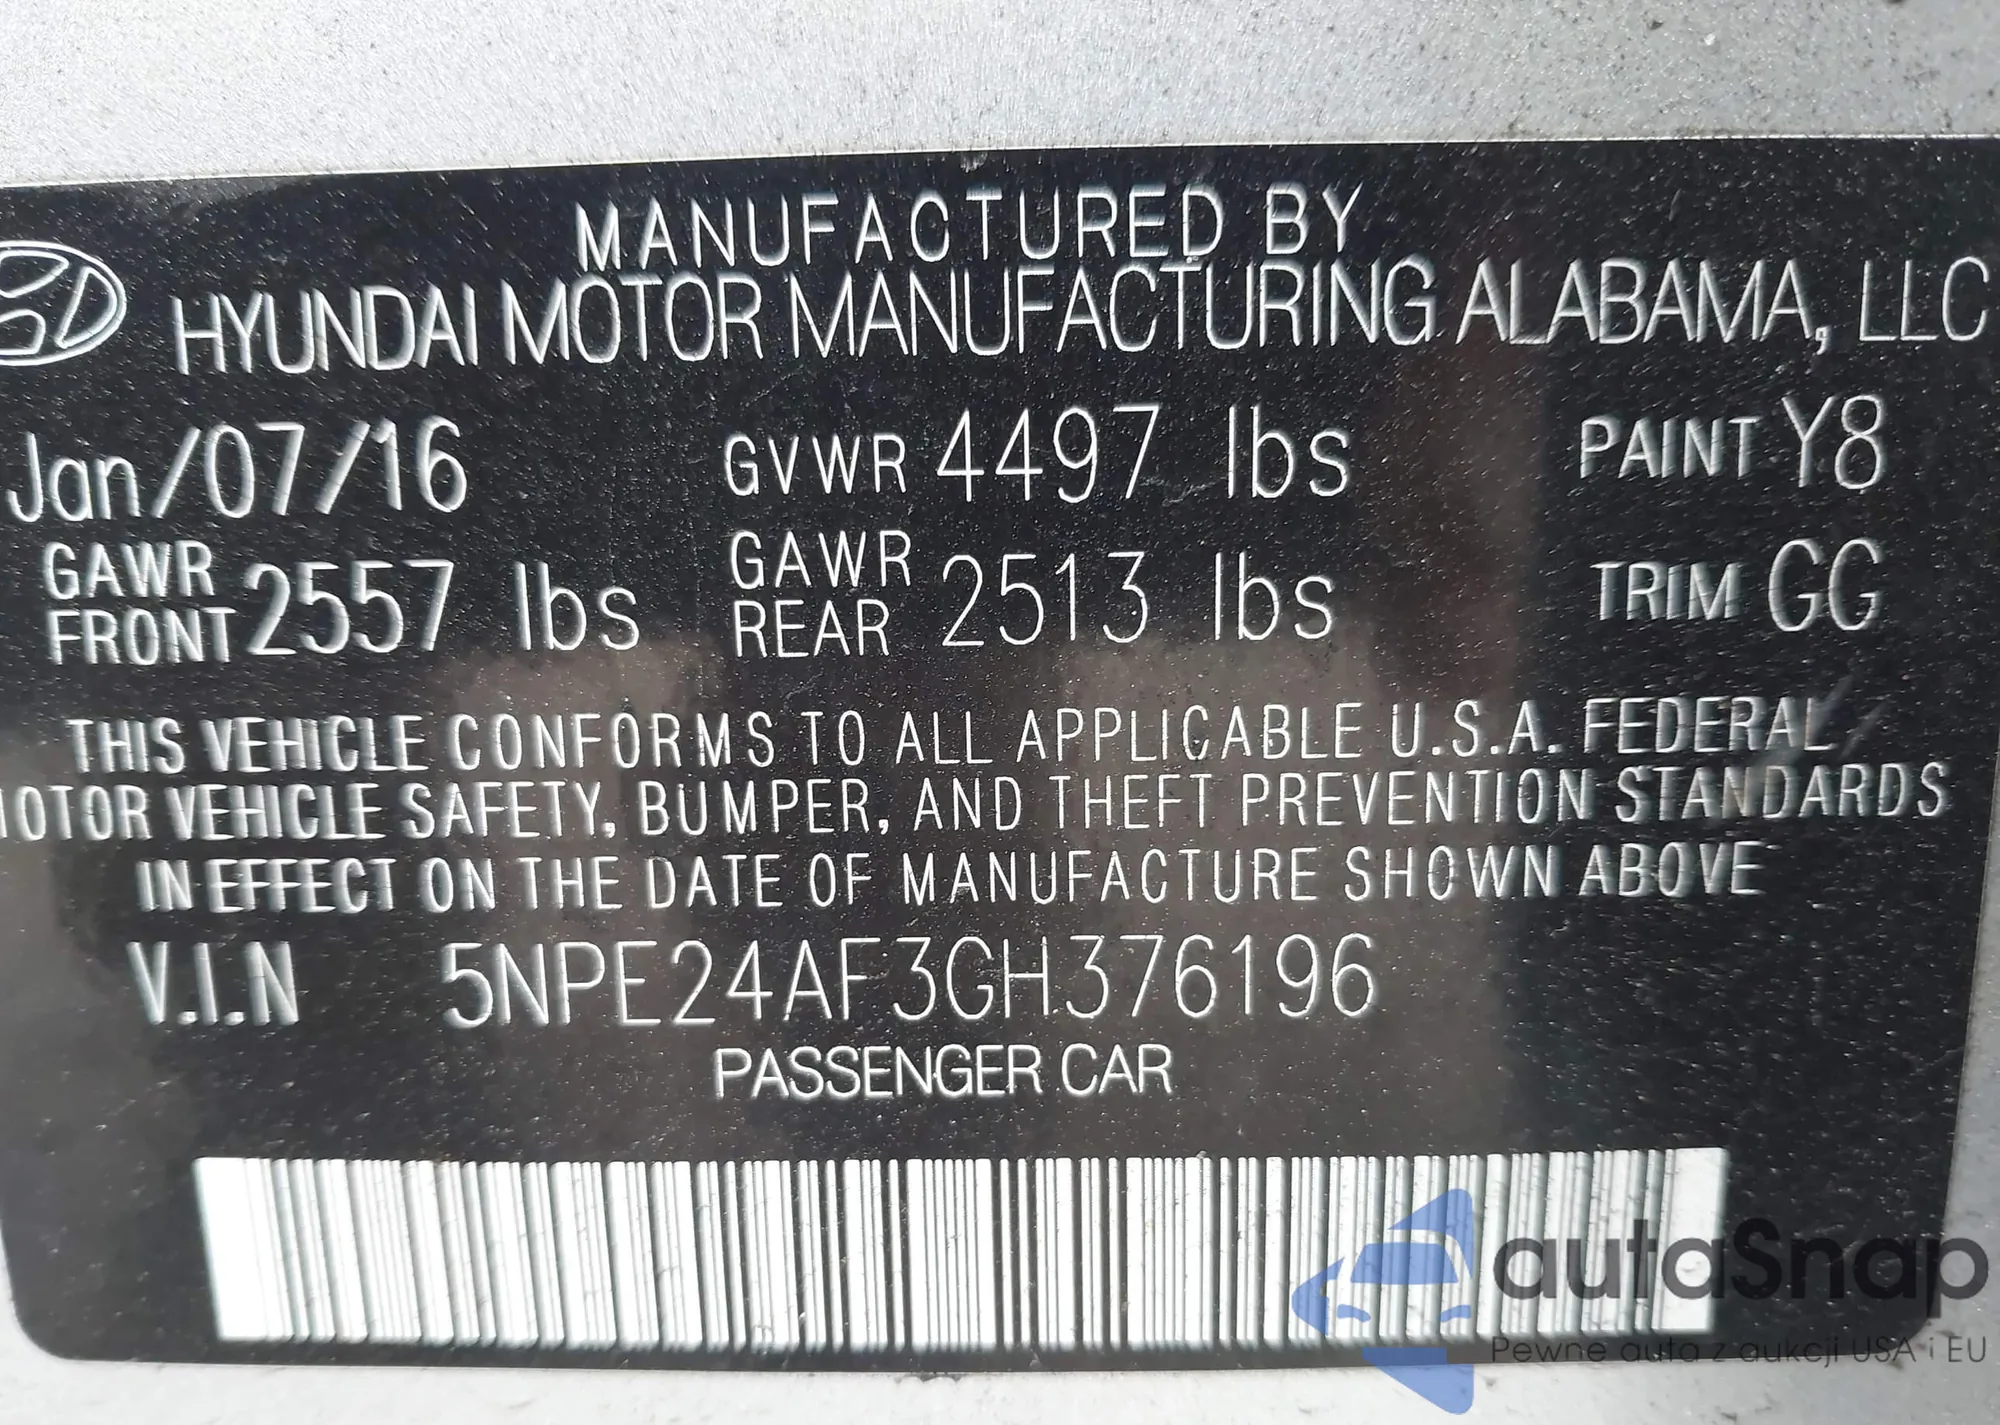 MANUFACTURED BY
HYUNDAI MOTOR MANUFACTURING ALABAMA, LLC
Jan/07/16 GVWR 4497 lbs PAINT Y8
GAWR FRONT 2557 lbs GAWR REAR 2513 lbs TRIM GG
THIS VEHICLE CONFORMS TO ALL APPLICABLE U.S.A. FEDERAL
MOTOR VEHICLE SAFETY, BUMPER, AND THEFT PREVENTION STANDARDS
IN EFFECT ON THE DATE OF MANUFACTURE SHOWN ABOVE
V.I.N 5NPE24AF3GH376196
PASSENGER CAR
autaSnap
Pewne auta z aukcji USA i EU